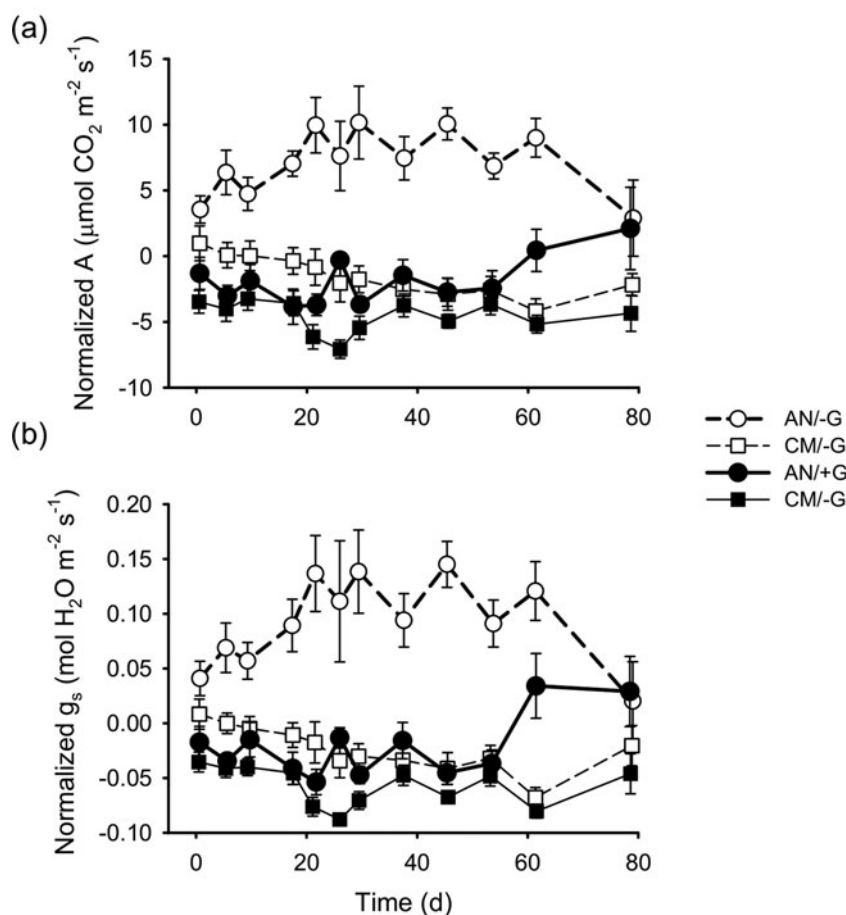 (a)
Normalized A (μmol CO₂ m⁻² s⁻¹)
15
10
5
0
-5
-10
0 20 40 60 80
AN/-G
CM/-G
AN/+G
CM/-G
(b)
Normalized gₛ (mol H₂O m⁻² s⁻¹)
0.20
0.15
0.10
0.05
0.00
-0.05
-0.10
0 20 40 60 80
Time (d)